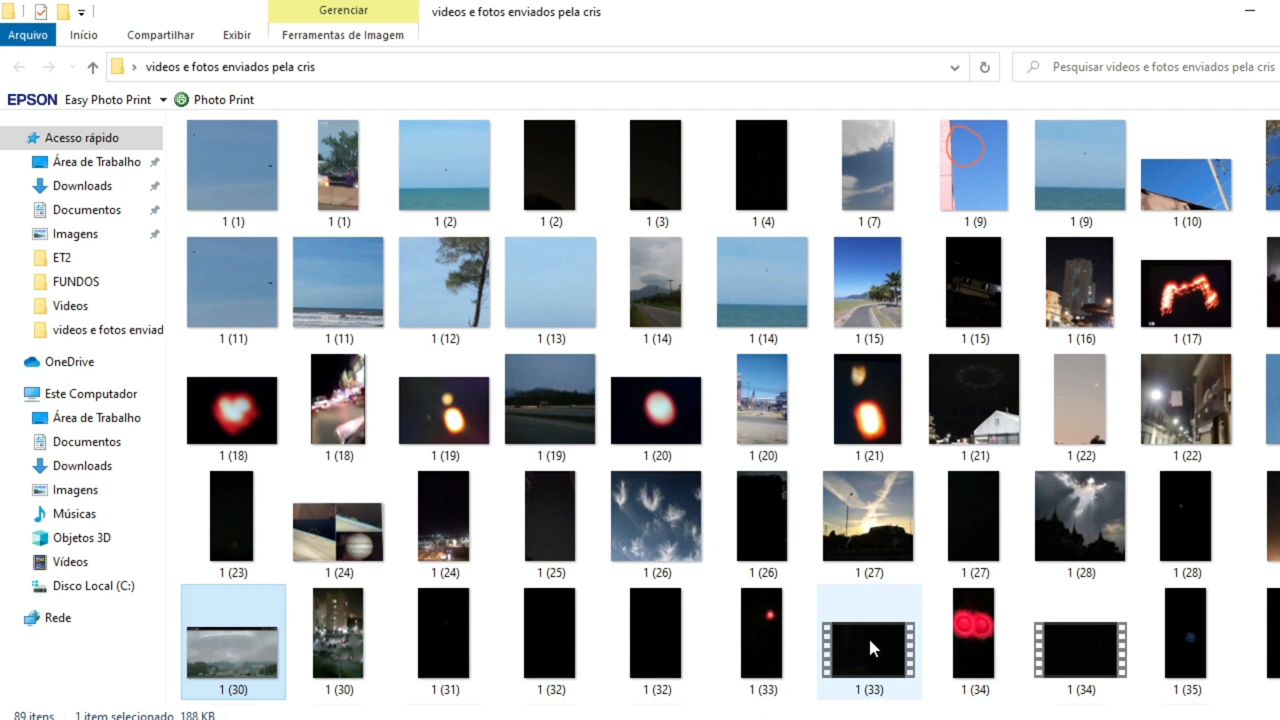 Gerenciar
videos e fotos enviados pela cris
Arquivo Início Compartilhar Exibir Ferramentas de Imagem
videos e fotos enviados pela cris
Pesquisar videos e fotos enviados pela cris
EPSON Easy Photo Print Photo Print
Acesso rápido
Área de Trabalho
Downloads
Documentos
Imagens
ET2
FUNDOS
Videos
videos e fotos enviad
OneDrive
Este Computador
Área de Trabalho
Documentos
Downloads
Imagens
Músicas
Objetos 3D
Vídeos
Disco Local (C:)
Rede
1 (1) 1 (1) 1 (2) 1 (2) 1 (3) 1 (4) 1 (7) 1 (9) 1 (9) 1 (10)
1 (11) 1 (11) 1 (12) 1 (13) 1 (14) 1 (14) 1 (15) 1 (15) 1 (16) 1 (17)
1 (18) 1 (18) 1 (19) 1 (19) 1 (20) 1 (20) 1 (21) 1 (21) 1 (22) 1 (22)
1 (23) 1 (24) 1 (24) 1 (25) 1 (26) 1 (26) 1 (27) 1 (27) 1 (28) 1 (28)
1 (30) 1 (30) 1 (31) 1 (32) 1 (32) 1 (33) 1 (33) 1 (34) 1 (34) 1 (35)
89 itens 1 item selecionado 188 KB